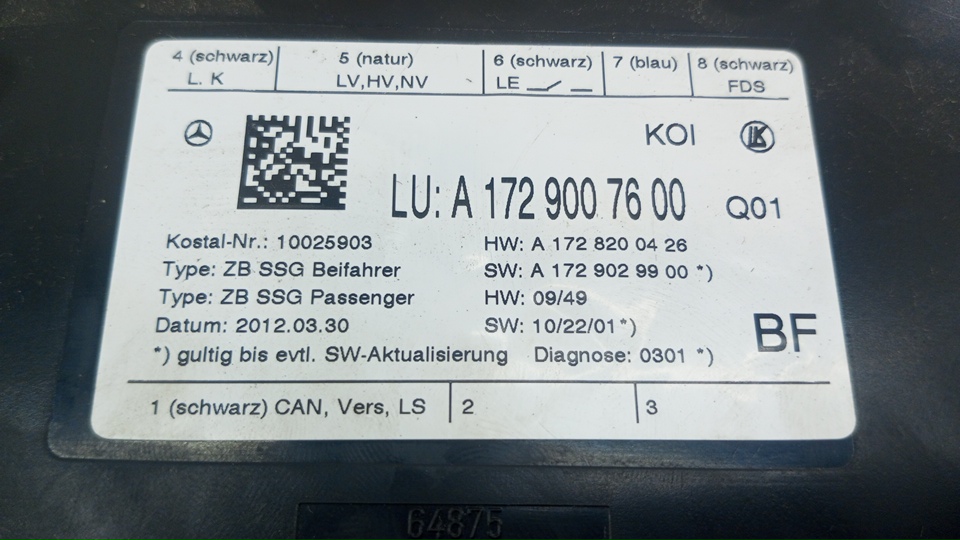 4 (schwarz) 5 (natur) 6 (schwarz) 7 (blau) 8 (schwarz)
L. K LV,HV,NV LE FDS
KOI
LU: A 172 900 76 00 Q01
Kostal-Nr.: 10025903 HW: A 172 820 04 26
Type: ZB SSG Beifahrer SW: A 172 902 99 00 *)
Type: ZB SSG Passenger HW: 09/49
Datum: 2012.03.30 SW: 10/22/01*)
BF
*) gultig bis evtl. SW-Aktualisierung Diagnose: 0301 *)
1 (schwarz) CAN, Vers, LS 2 3
64875